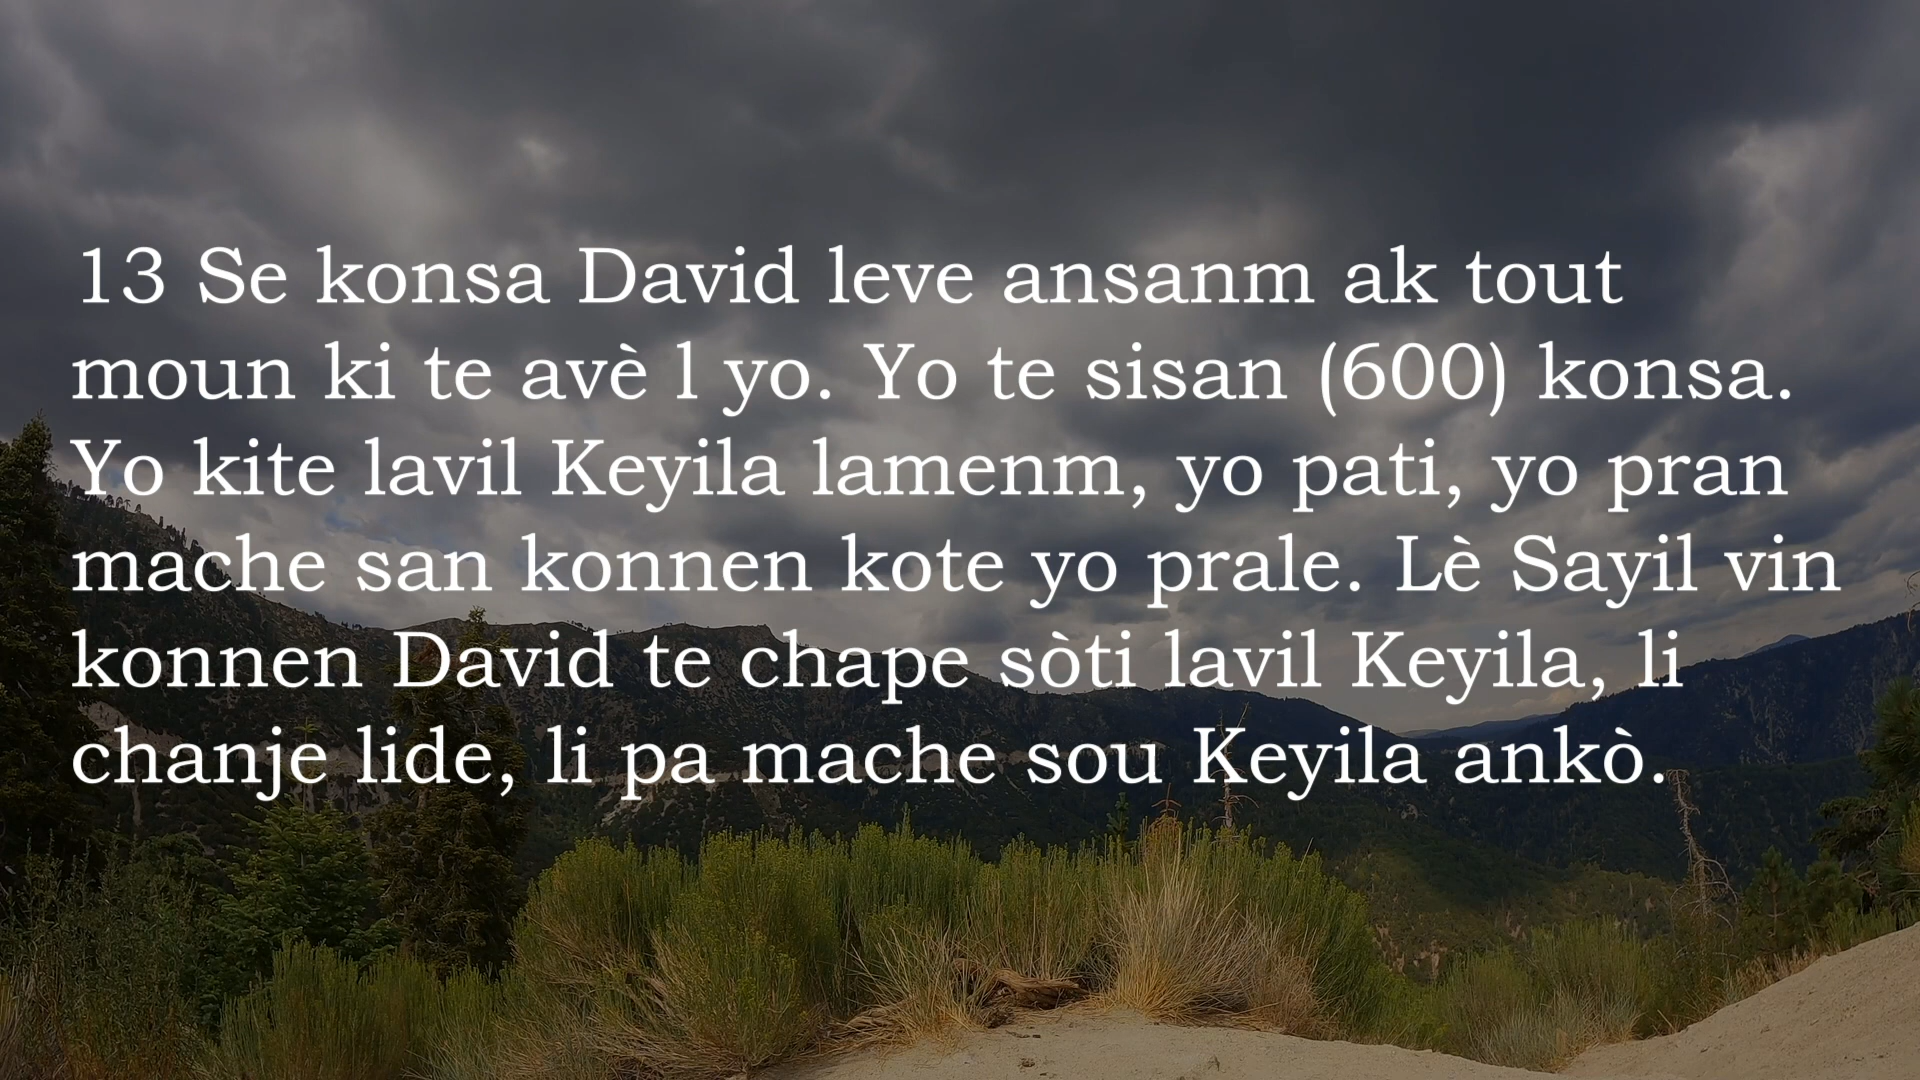 13 Se konsa David leve ansanm ak tout
moun ki te avè l yo. Yo te sisan (600) konsa.
Yo kite lavil Keyila lamenm, yo pati, yo pran
mache san konnen kote yo prale. Lè Sayil vin
konnen David te chape sòti lavil Keyila, li
chanje lide, li pa mache sou Keyila ankò.